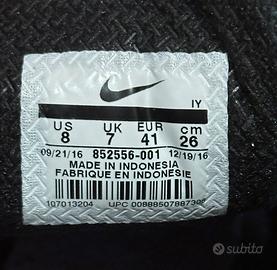 IY
US UK EUR cm
8 7 41 26
09/21/16 852556-001 12/19/16
MADE IN INDONESIA
FABRIQUE EN INDONESIE
107013204 UPC 00888507887308
subito